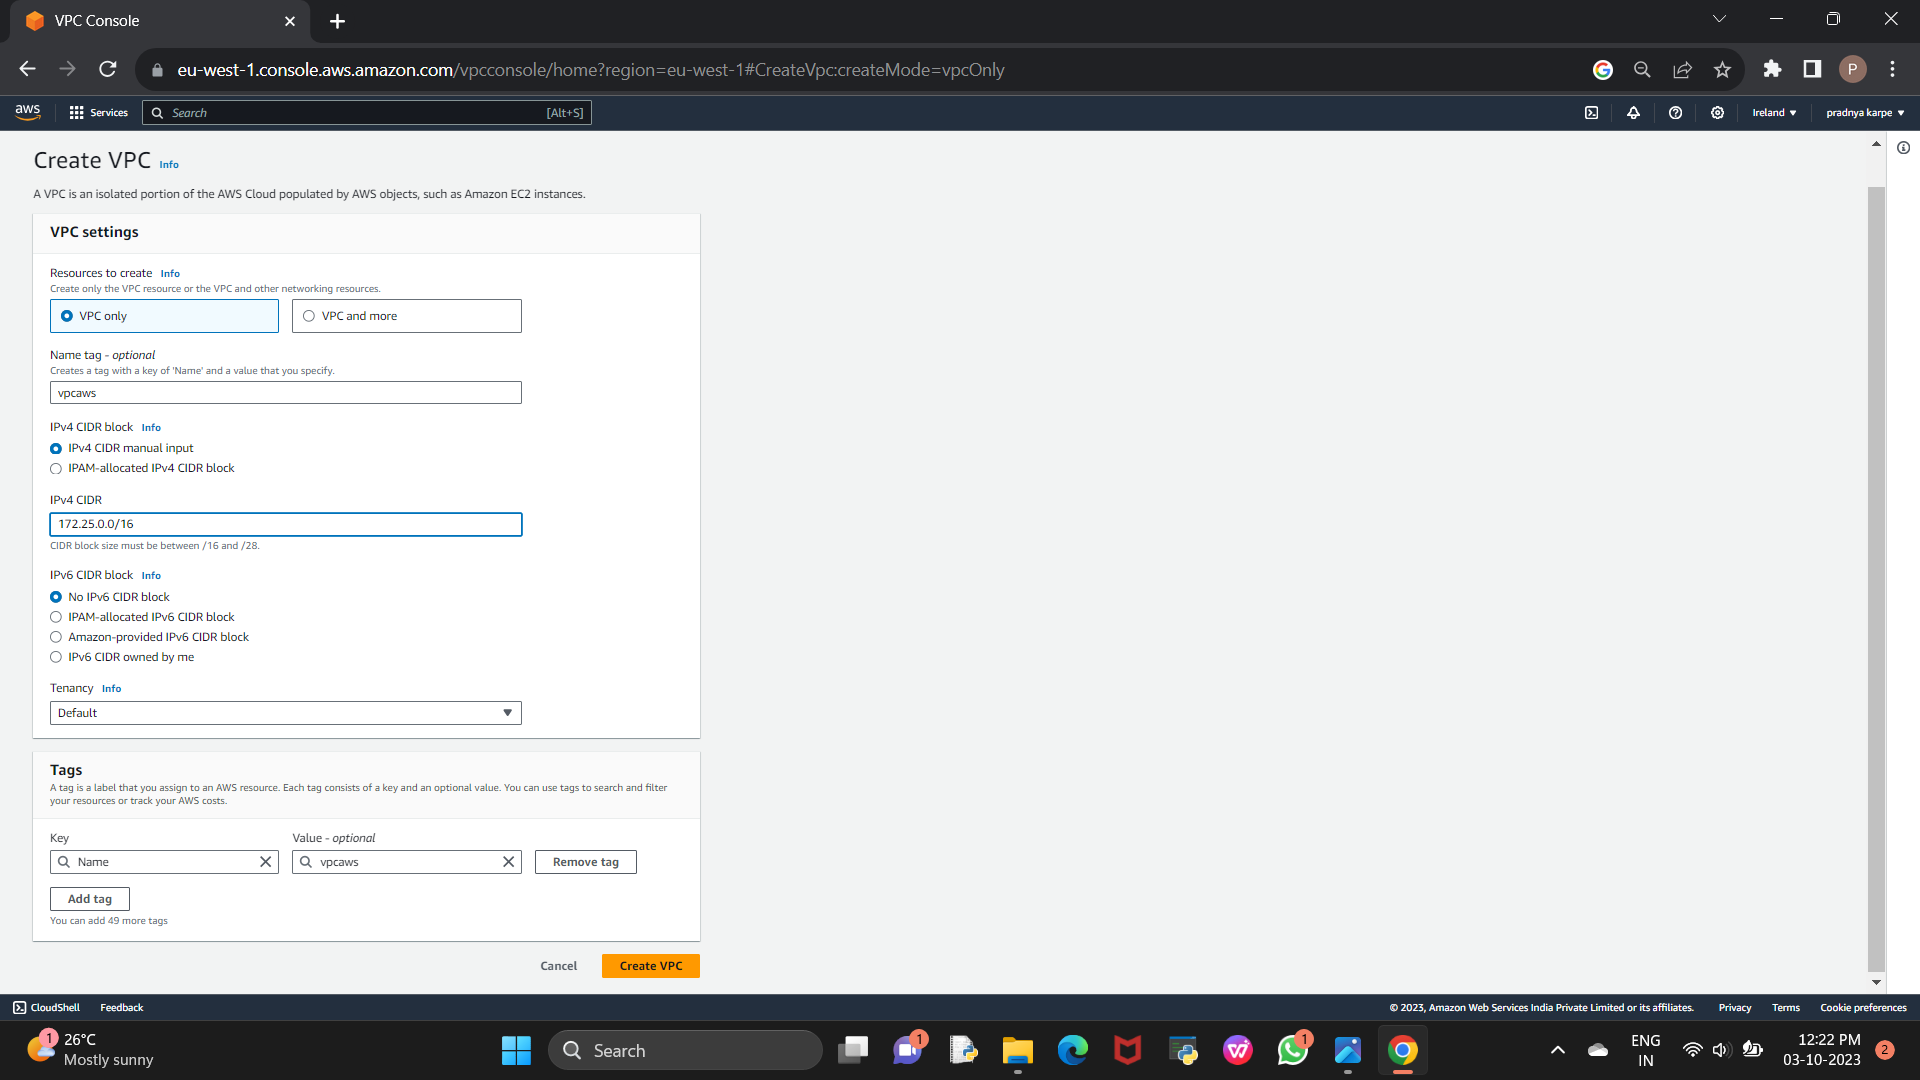 VPC Console
eu-west-1.console.aws.amazon.com/vpcconsole/home?region=eu-west-1#CreateVpc:createMode=vpcOnly
P
aws
Services
Search
[Alt+S]
Ireland
pradnya karpe
Create VPC Info
A VPC is an isolated portion of the AWS Cloud populated by AWS objects, such as Amazon EC2 instances.
VPC settings
Resources to create Info
Create only the VPC resource or the VPC and other networking resources.
VPC only
VPC and more
Name tag - optional
Creates a tag with a key of 'Name' and a value that you specify.
vpcaws
IPv4 CIDR block Info
IPv4 CIDR manual input
IPAM-allocated IPv4 CIDR block
IPv4 CIDR
172.25.0.0/16
CIDR block size must be between /16 and /28.
IPv6 CIDR block Info
No IPv6 CIDR block
IPAM-allocated IPv6 CIDR block
Amazon-provided IPv6 CIDR block
IPv6 CIDR owned by me
Tenancy Info
Default
Tags
A tag is a label that you assign to an AWS resource. Each tag consists of a key and an optional value. You can use tags to search and filter
your resources or track your AWS costs.
Key
Value - optional
Name
vpcaws
Remove tag
Add tag
You can add 49 more tags
Cancel
Create VPC
CloudShell
Feedback
© 2023, Amazon Web Services India Private Limited or its affiliates.
Privacy
Terms
Cookie preferences
1
26°C
Mostly sunny
Search
1
1
ENG
IN
12:22 PM
03-10-2023
2